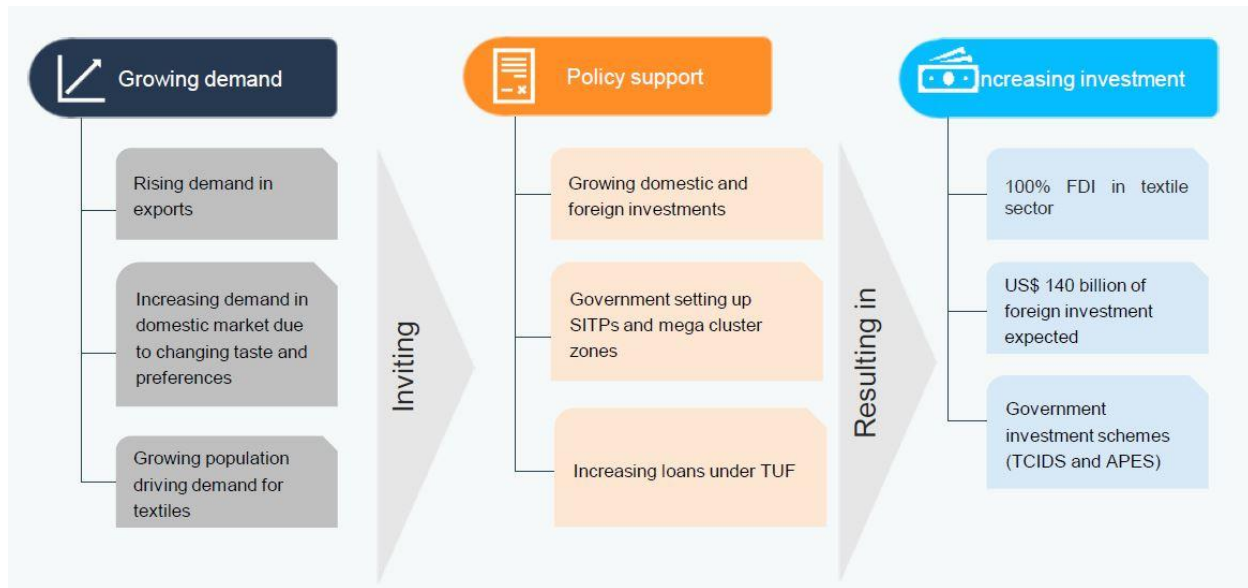 Growing demand
Rising demand in
exports
Increasing demand in
domestic market due
to changing taste and
preferences
Growing population
driving demand for
textiles
Inviting
Policy support
Growing domestic and
foreign investments
Government setting up
SITPs and mega cluster
zones
Increasing loans under TUF
Resulting in
Increasing investment
100% FDI in textile
sector
US$ 140 billion of
foreign investment
expected
Government
investment schemes
(TCIDS and APES)